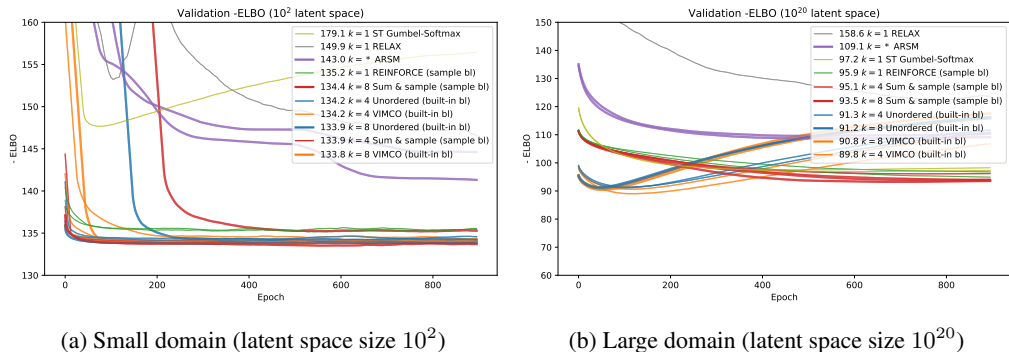 Validation -ELBO (10² latent space)
160
155
150
145
140
135
130
- ELBO
0
200
400
600
800
Epoch
179.1 k = 1 ST Gumbel-Softmax
149.9 k = 1 RELAX
143.0 k = * ARSM
135.2 k = 1 REINFORCE (sample bl)
134.4 k = 8 Sum & sample (sample bl)
134.2 k = 4 Unordered (built-in bl)
134.2 k = 4 VIMCO (built-in bl)
133.9 k = 8 Unordered (built-in bl)
133.9 k = 4 Sum & sample (sample bl)
133.8 k = 8 VIMCO (built-in bl)
(a) Small domain (latent space size 10²)
Validation -ELBO (10²⁰ latent space)
150
140
130
120
110
100
90
80
70
60
- ELBO
0
200
400
600
800
Epoch
158.6 k = 1 RELAX
109.1 k = * ARSM
97.2 k = 1 ST Gumbel-Softmax
95.9 k = 1 REINFORCE (sample bl)
95.1 k = 4 Sum & sample (sample bl)
93.5 k = 8 Sum & sample (sample bl)
91.3 k = 4 Unordered (built-in bl)
91.2 k = 8 Unordered (built-in bl)
90.8 k = 8 VIMCO (built-in bl)
89.8 k = 4 VIMCO (built-in bl)
(b) Large domain (latent space size 10²⁰)